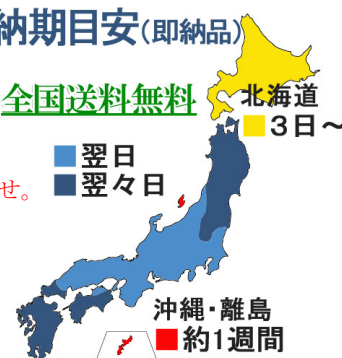 納期目安(即納品)
全国送料無料
北海道
3日~
翌日
翌々日
せ。
沖縄・離島
約1週間